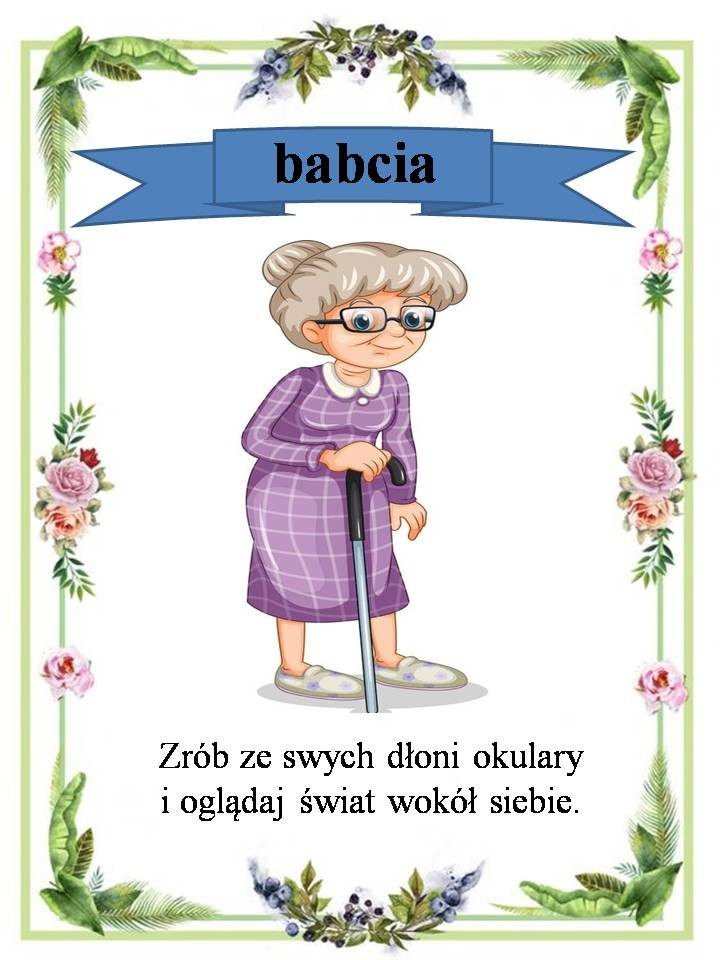 babcia
Zrób ze swych dłoni okulary
i oglądaj świat wokół siebie.